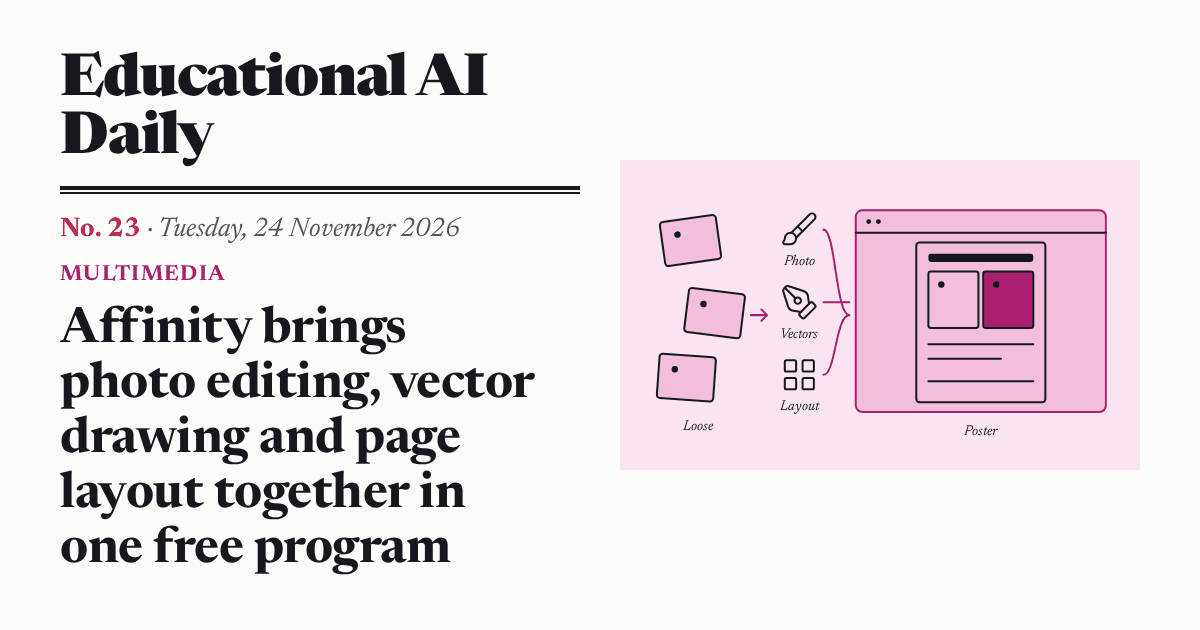 Educational AI
Daily
No. 23 · Tuesday, 24 November 2026
MULTIMEDIA
Affinity brings
photo editing, vector
drawing and page
layout together in
one free program
Photo
Vectors
Layout
Loose
Poster